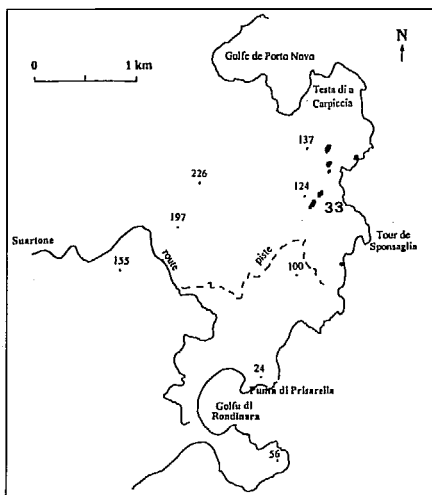 Golfe de Porto Novo
N
0
1 km
Testa di a
Carpiccia
137
226
124
33
197
Tour de
Sponsaglia
Suartone
155
route
piste
100
24
Punta di Prisarella
Golfu di
Rondinara
56